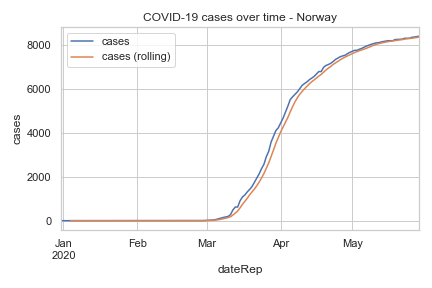 COVID-19 cases over time - Norway
cases
cases (rolling)
8000
6000
4000
2000
0
cases
Jan Feb Mar Apr May
2020
dateRep